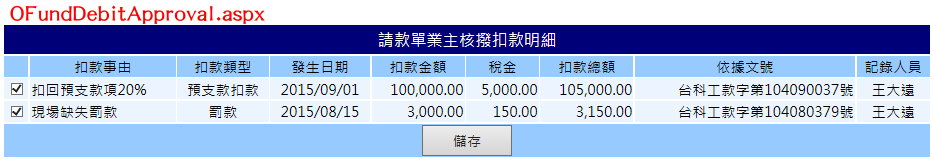 OFundDebitApproval.aspx
請款單業主核撥扣款明細
扣款事由 扣款類型 發生日期 扣款金額 稅金 扣款總額 依據文號 記錄人員
扣回預支款項20% 預支款扣款 2015/09/01 100,000.00 5,000.00 105,000.00 台科工款字第104090037號 王大遠
現場缺失罰款 罰款 2015/08/15 3,000.00 150.00 3,150.00 台科工款字第104080379號 王大遠
儲存